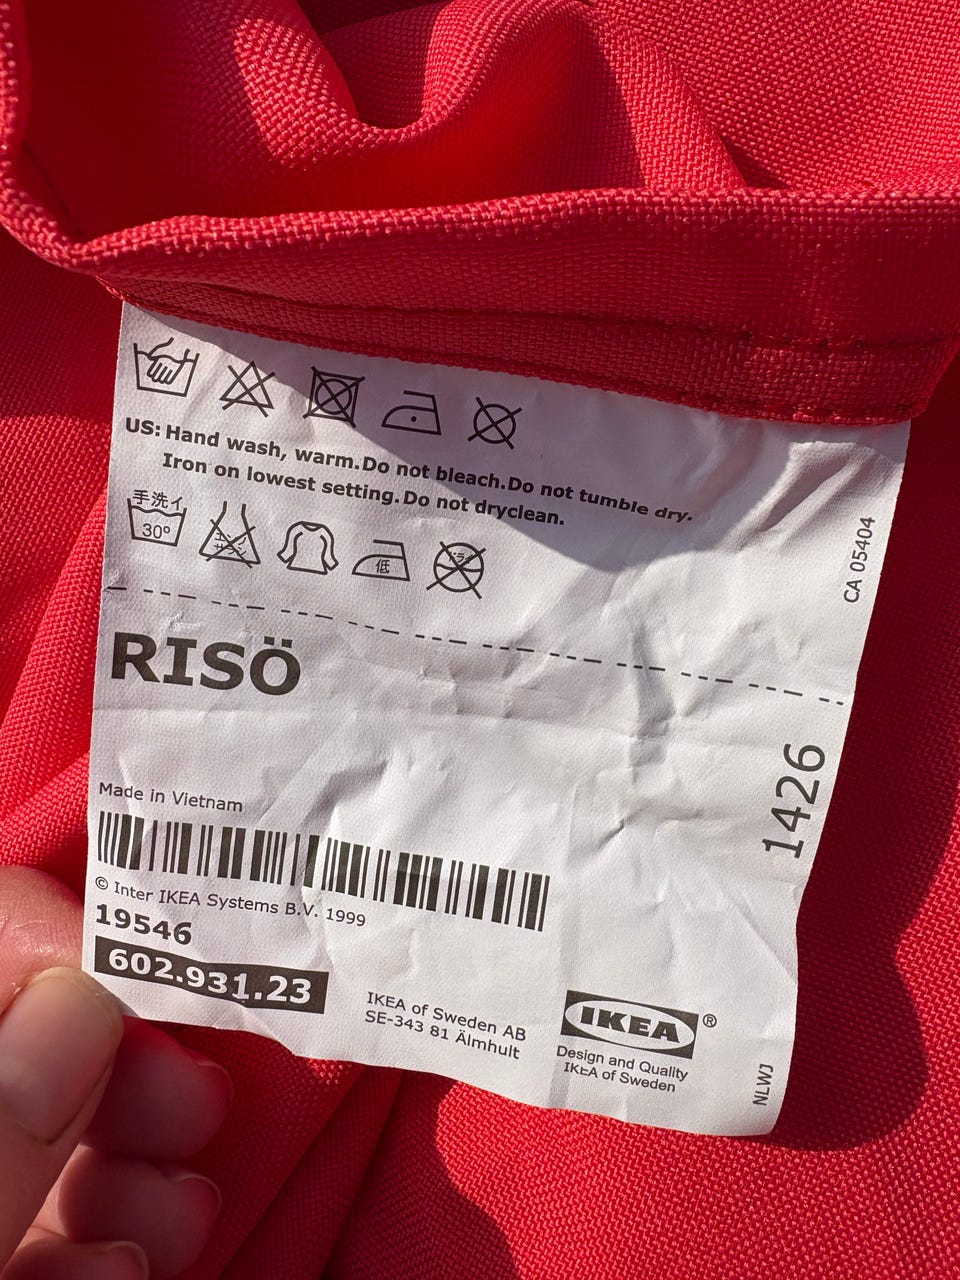 US: Hand wash, warm. Do not bleach. Do not tumble dry.
Iron on lowest setting. Do not dryclean.
手洗イ
30°
低
CA 05404
RISÖ
1426
Made in Vietnam
© Inter IKEA Systems B.V. 1999
19546
602.931.23
IKEA of Sweden AB
SE-343 81 Älmhult
IKEA®
Design and Quality
IKEA of Sweden
NLWJ